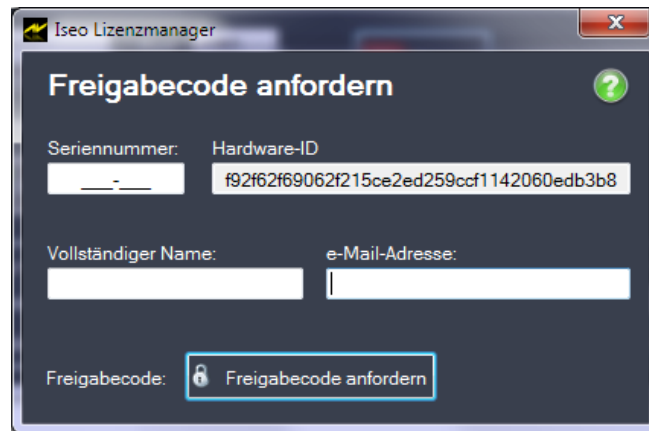 Iseo Lizenzmanager
Freigabecode anfordern
Seriennummer: Hardware-ID
___-___ f92f62f69062f215ce2ed259ccf1142060edb3b8
Vollständiger Name: e-Mail-Adresse:
Freigabecode: Freigabecode anfordern